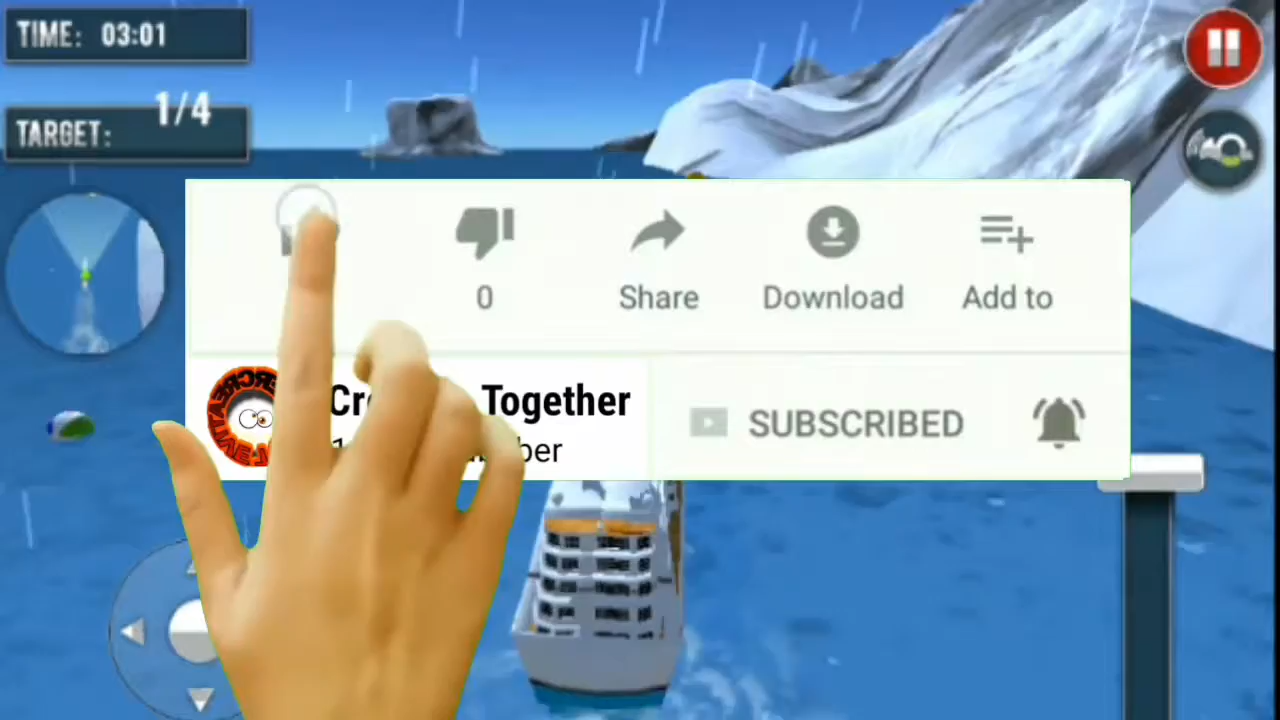 TIME: 03:01
1/4
TARGET:
0
Share
Download
Add to
Together
SUBSCRIBED